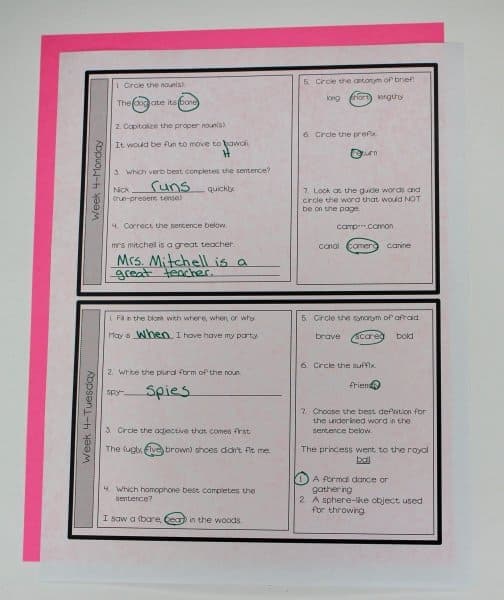 Week 4-Monday
1. Circle the noun(s).
The dog ate its bone.
2. Capitalize the proper noun(s).
It would be fun to move to hawaii.
H
3. Which verb best completes the sentence?
Nick runs quickly.
(run-present tense)
4. Correct the sentence below.
mrs mitchell is a great teacher.
Mrs. Mitchell is a
great teacher.
5. Circle the antonym of brief.
long short lengthy
6. Circle the prefix.
return
7. Look at the guide words and
circle the word that would NOT
be on the page.
camp---cannon
canal camera canine
Week 4-Tuesday
1. Fill in the blank with where, when, or why.
May is when I have my party.
2. Write the plural form of the noun.
spy- spies
3. Circle the adjective that comes first.
The (ugly, five, brown) shoes didn't fit me.
4. Which homophone best completes the
sentence?
I saw a (bare, bear) in the woods.
5. Circle the synonym of afraid.
brave scared bold
6. Circle the suffix.
friendly
7. Choose the best definition for
the underlined word in the
sentence below.
The princess went to the royal
ball.
1. A formal dance or
gathering
2. A sphere-like object used
for throwing.